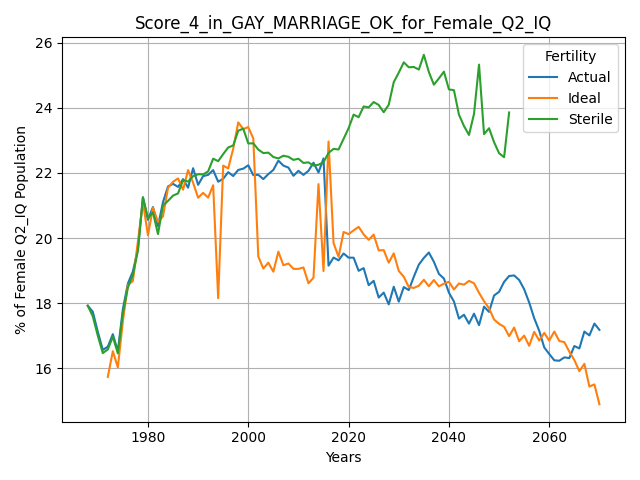 Score_4_in_GAY_MARRIAGE_OK_for_Female_Q2_IQ
% of Female Q2_IQ Population
26
24
22
20
18
16
Fertility
Actual
Ideal
Sterile
1980
2000
2020
2040
2060
Years